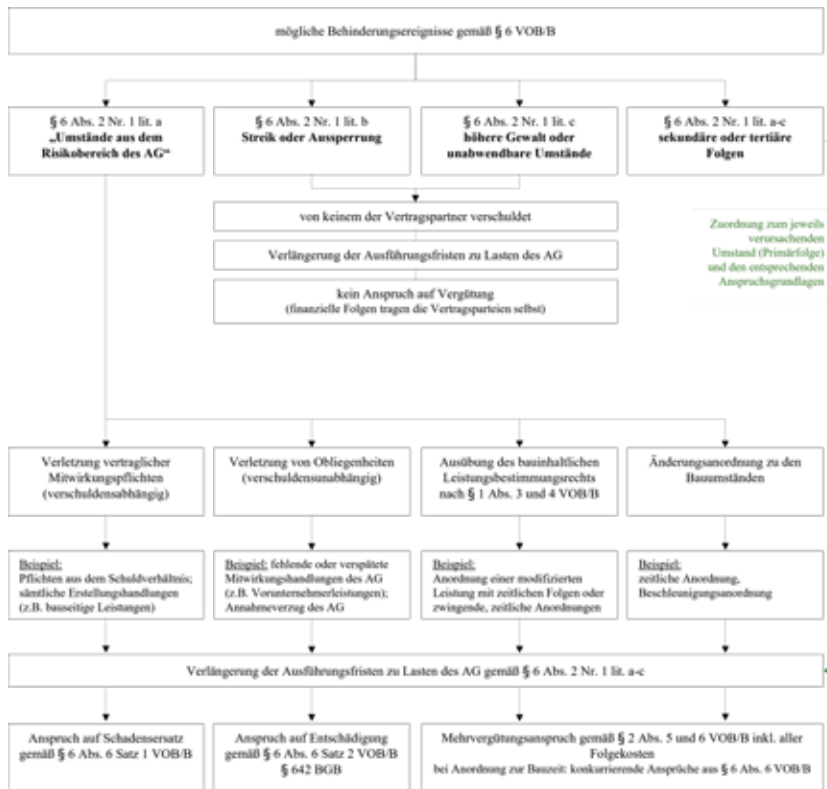 mögliche Behinderungsereignisse gemäß § 6 VOB/B
§ 6 Abs. 2 Nr. 1 lit. a
„Umstände aus dem
Risikobereich des AG“
§ 6 Abs. 2 Nr. 1 lit. b
Streik oder Aussperrung
§ 6 Abs. 2 Nr. 1 lit. c
höhere Gewalt oder
unabwendbare Umstände
§ 6 Abs. 2 Nr. 1 lit. a-c
sekundäre oder tertiäre
Folgen
von keinem der Vertragspartner verschuldet
Verlängerung der Ausführungsfristen zu Lasten des AG
kein Anspruch auf Vergütung
(finanzielle Folgen tragen die Vertragsparteien selbst)
Zuordnung zum jeweils
verursachenden
Umstand (Primärfolge)
und den entsprechenden
Anspruchsgrundlagen
Verletzung vertraglicher
Mitwirkungspflichten
(verschuldensabhängig)
Verletzung von Obliegenheiten
(verschuldensunabhängig)
Ausübung des bauinhaltlichen
Leistungsbestimmungsrechts
nach § 1 Abs. 3 und 4 VOB/B
Änderungsanordnung zu den
Bauumständen
Beispiel:
Pflichten aus dem Schuldverhältnis;
sämtliche Erstellungshandlungen
(z.B. bauseitige Leistungen)
Beispiel: fehlende oder verspätete
Mitwirkungshandlungen des AG
(z.B. Vorunternehmerleistungen);
Annahmeverzug des AG
Beispiel:
Anordnung einer modifizierten
Leistung mit zeitlichen Folgen oder
zwingende, zeitliche Anordnungen
Beispiel:
zeitliche Anordnung,
Beschleunigungsanordnung
Verlängerung der Ausführungsfristen zu Lasten des AG gemäß § 6 Abs. 2 Nr. 1 lit. a-c
Anspruch auf Schadensersatz
gemäß § 6 Abs. 6 Satz 1 VOB/B
Anspruch auf Entschädigung
gemäß § 6 Abs. 6 Satz 2 VOB/B
§ 642 BGB
Mehrvergütungsanspruch gemäß § 2 Abs. 5 und 6 VOB/B inkl. aller
Folgekosten
bei Anordnung zur Bauzeit: konkurrierende Ansprüche aus § 6 Abs. 6 VOB/B